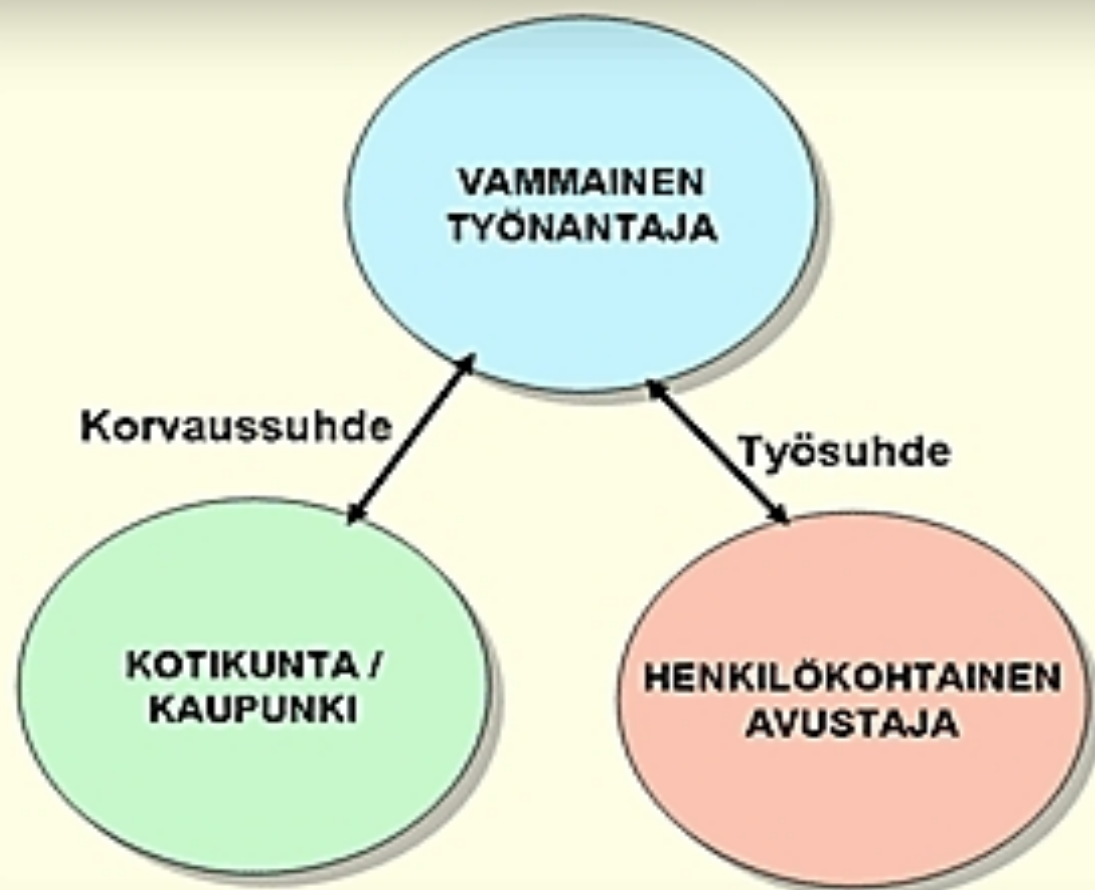 VAMMAINEN
TYÖNANTAJA
Korvaussuhde
Työsuhde
KOTIKUNTA /
KAUPUNKI
HENKILÖKOHTAINEN
AVUSTAJA